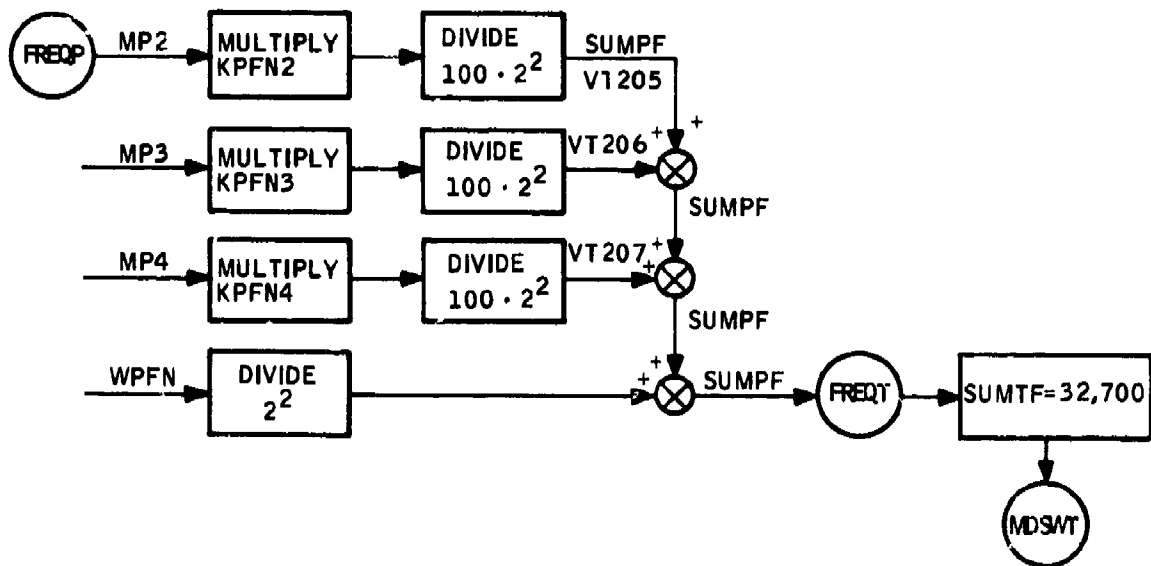 FREQP
MP2
MULTIPLY
KPFN2
DIVIDE
100 · 2²
SUMPF
VT205
+
+
MP3
MULTIPLY
KPFN3
DIVIDE
100 · 2²
VT206
SUMPF
MP4
MULTIPLY
KPFN4
DIVIDE
100 · 2²
VT207
+
+
SUMPF
WPFN
DIVIDE
2²
+
+
SUMPF
FREQT
SUMTF=32,700
MDSWT